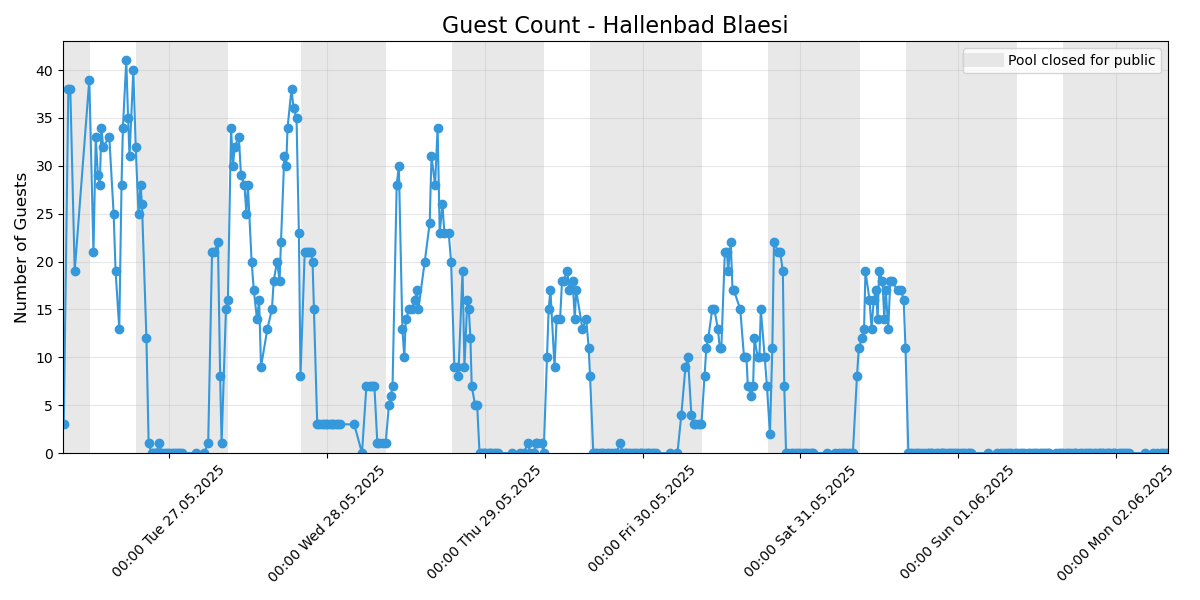 Guest Count - Hallenbad Blaesi
Pool closed for public
Number of Guests
40
35
30
25
20
15
10
5
0
00:00 Tue 27.05.2025
00:00 Wed 28.05.2025
00:00 Thu 29.05.2025
00:00 Fri 30.05.2025
00:00 Sat 31.05.2025
00:00 Sun 01.06.2025
00:00 Mon 02.06.2025